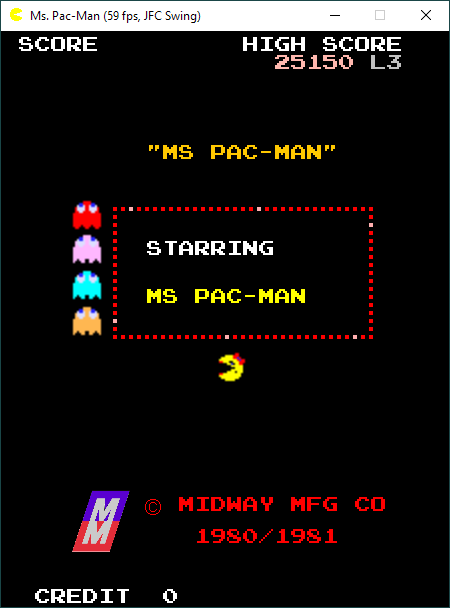 Ms. Pac-Man (59 fps, JFC Swing)
SCORE HIGH SCORE
25150 L3
"MS PAC-MAN"
STARRING
MS PAC-MAN
MM © MIDWAY MFG CO
1980/1981
CREDIT 0